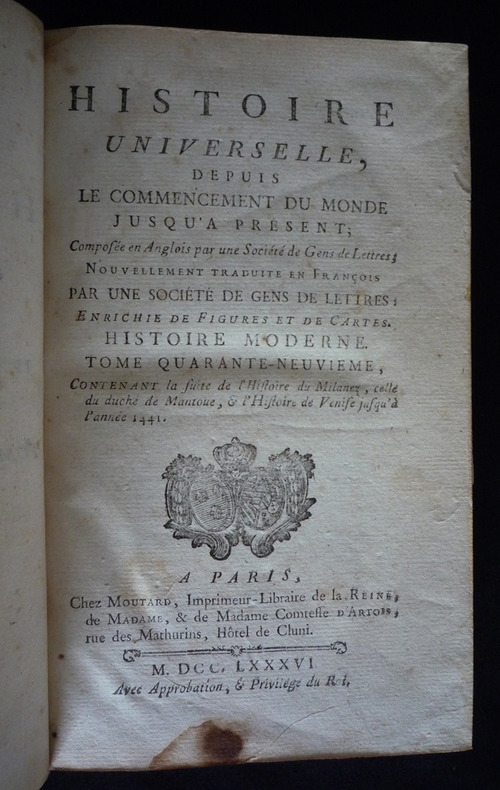 HISTOIRE
UNIVERSELLE,
DEPUIS
LE COMMENCEMENT DU MONDE
JUSQU'A PRÉSENT;
Composée en Anglois par une Société de Gens de Lettres;
NOUVELLEMENT TRADUITE EN FRANÇOIS
PAR UNE SOCIÉTÉ DE GENS DE LETTRES;
ENRICHIE DE FIGURES ET DE CARTES.
HISTOIRE MODERNE.
TOME QUARANTE-NEUVIEME,
CONTENANT la suite de l'Histoire du Milanez, celle
du duché de Mantoue, & l'Histoire de Venise jusqu'à
l'année 1441.
A PARIS,
Chez MOUTARD, Imprimeur-Libraire de la REINE,
de MADAME, & de Madame Comtesse D'ARTOIS,
rue des Mathurins, Hôtel de Cluni.
M. DCC. LXXXVI
Avec Approbation, & Privilége du Roi.